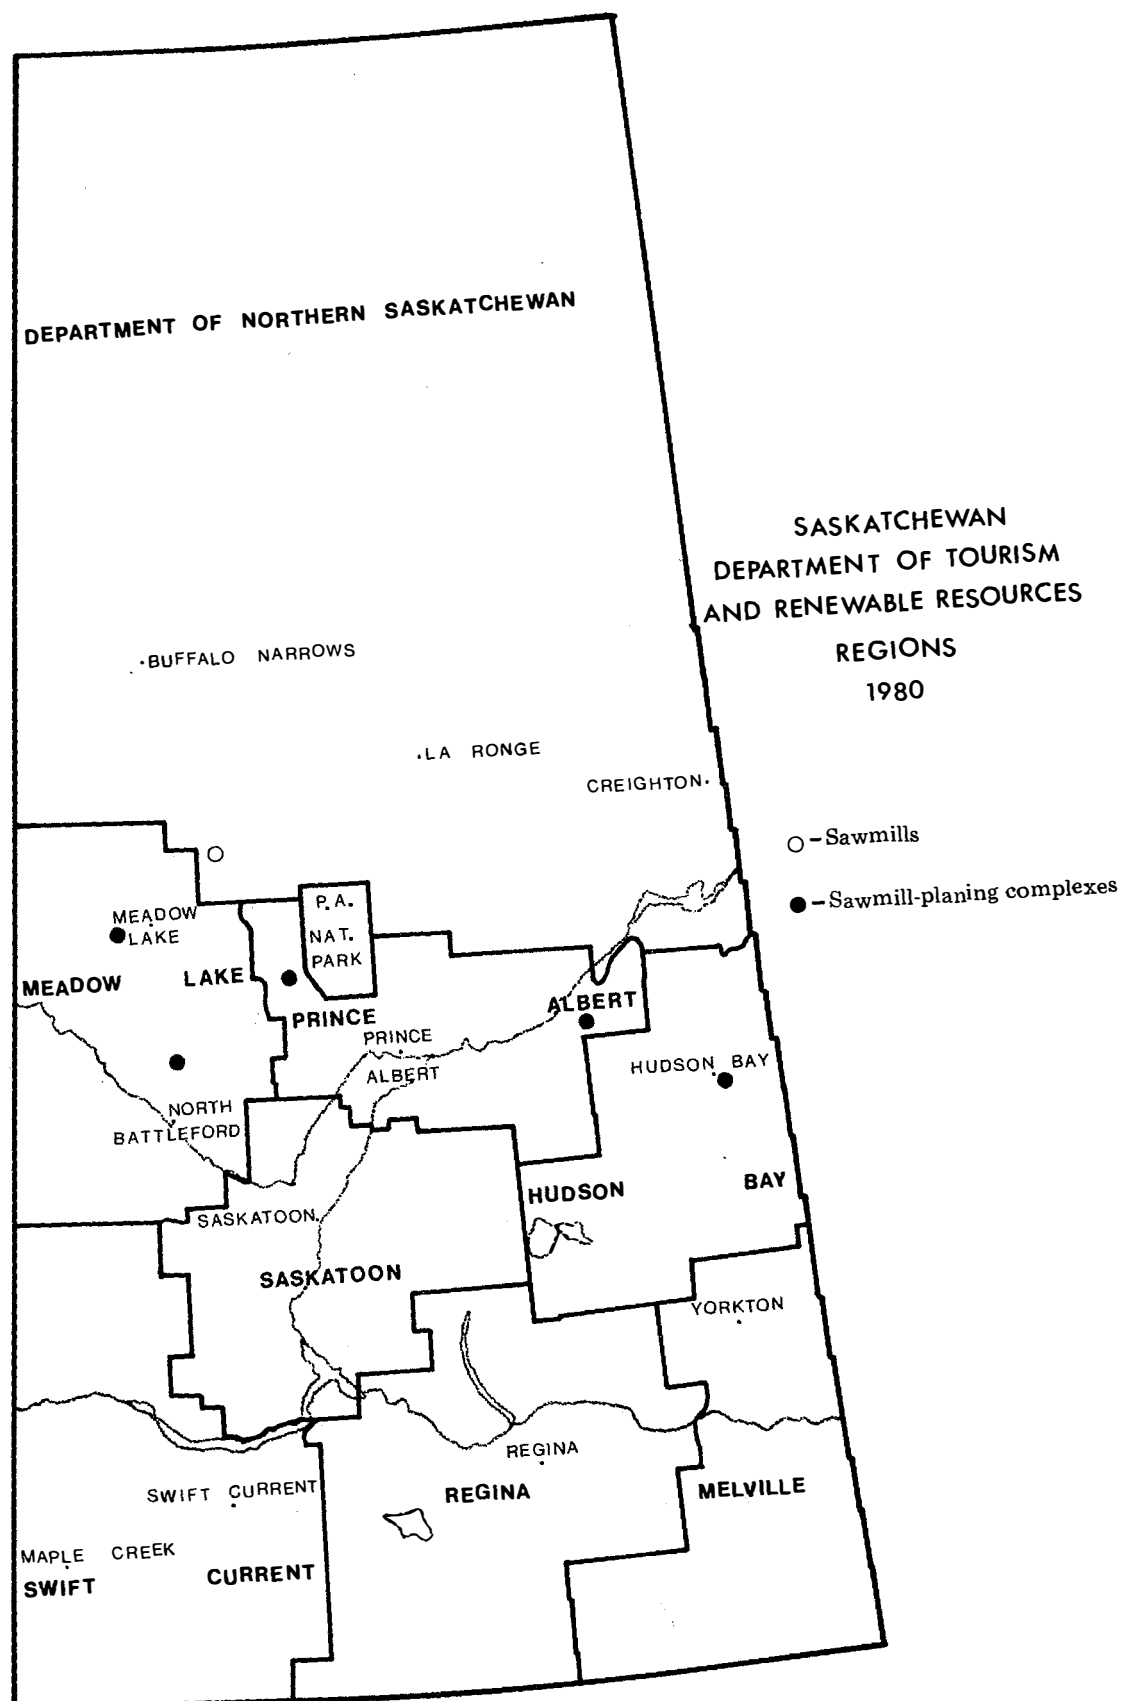 DEPARTMENT OF NORTHERN SASKATCHEWAN
SASKATCHEWAN
DEPARTMENT OF TOURISM
AND RENEWABLE RESOURCES
REGIONS
1980
BUFFALO NARROWS
LA RONGE
CREIGHTON
– Sawmills
– Sawmill-planing complexes
P.A.
NAT.
PARK
MEADOW
LAKE
MEADOW LAKE
PRINCE ALBERT
PRINCE
ALBERT
HUDSON BAY
NORTH
BATTLEFORD
HUDSON BAY
SASKATOON
SASKATOON
YORKTON
REGINA
SWIFT CURRENT
REGINA
MELVILLE
MAPLE CREEK
SWIFT CURRENT